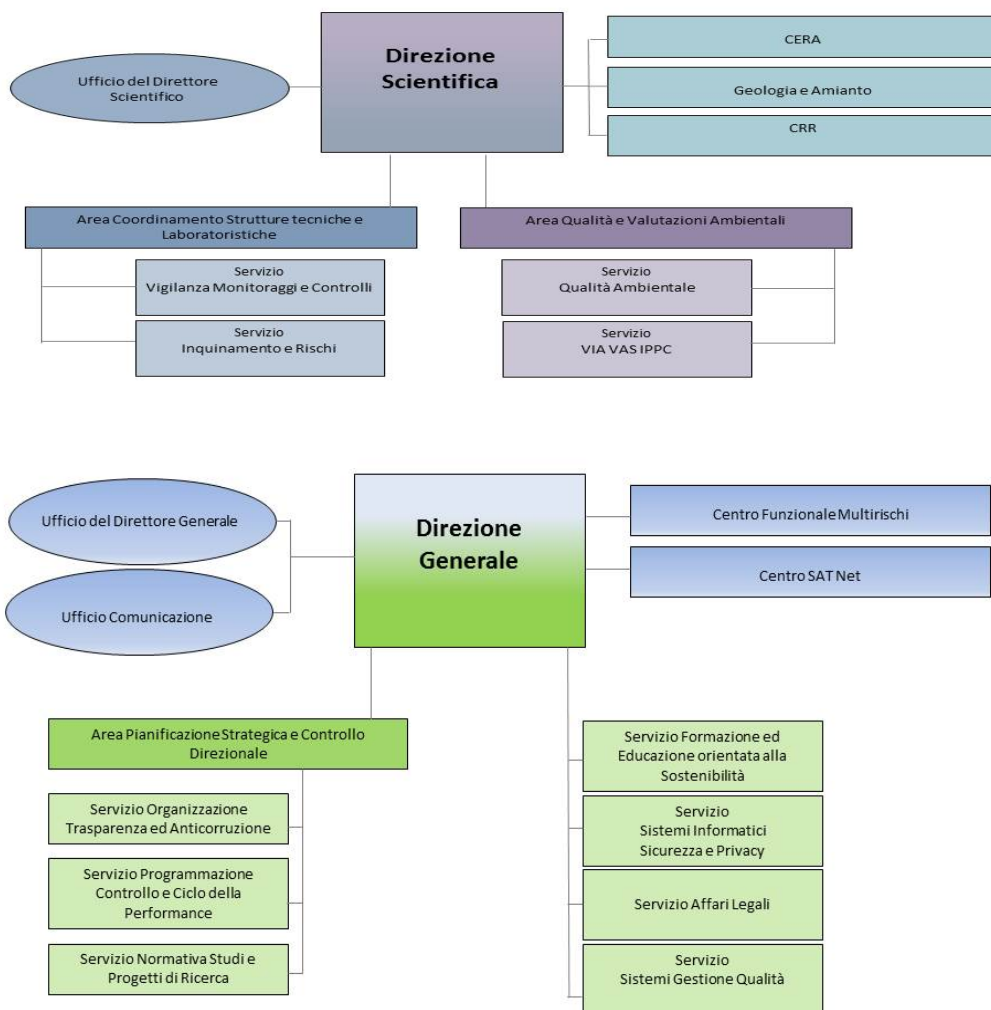 Direzione
Scientifica
Ufficio del Direttore
Scientifico
CERA
Geologia e Amianto
CRR
Area Coordinamento Strutture tecniche e
Laboratoristiche
Servizio
Vigilanza Monitoraggi e Controlli
Servizio
Inquinamento e Rischi
Area Qualità e Valutazioni Ambientali
Servizio
Qualità Ambientale
Servizio
VIA VAS IPPC
Direzione
Generale
Ufficio del Direttore Generale
Ufficio Comunicazione
Centro Funzionale Multirischi
Centro SAT Net
Area Pianificazione Strategica e Controllo
Direzionale
Servizio Organizzazione
Trasparenza ed Anticorruzione
Servizio Programmazione
Controllo e Ciclo della
Performance
Servizio Normativa Studi e
Progetti di Ricerca
Servizio Formazione ed
Educazione orientata alla
Sostenibilità
Servizio
Sistemi Informatici
Sicurezza e Privacy
Servizio Affari Legali
Servizio
Sistemi Gestione Qualità